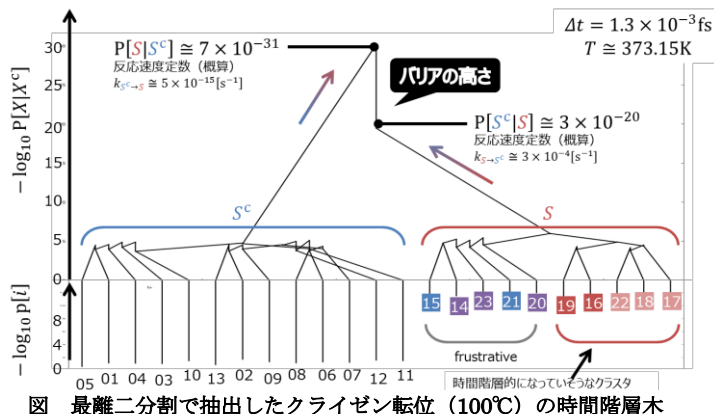 Δt = 1.3 × 10⁻³fs
T ≅ 373.15K
P[S|Sᶜ] ≅ 7 × 10⁻³¹
反応速度定数（概算）
k_{Sᶜ→S} ≅ 5 × 10⁻¹⁵[s⁻¹]
バリアの高さ
P[Sᶜ|S] ≅ 3 × 10⁻²⁰
反応速度定数（概算）
k_{S→Sᶜ} ≅ 3 × 10⁻⁴[s⁻¹]
− log₁₀ P[X|Xᶜ]
30
25
20
15
10
5
0
Sᶜ
S
− log₁₀ p[i]
8
4
0
05 01 04 03 10 13 02 09 08 06 07 12 11
15 14 23 21 20 19 16 22 18 17
frustrative
時間階層的になっていそうなクラスタ
図 最離二分割で抽出したクライゼン転位（100℃）の時間階層木